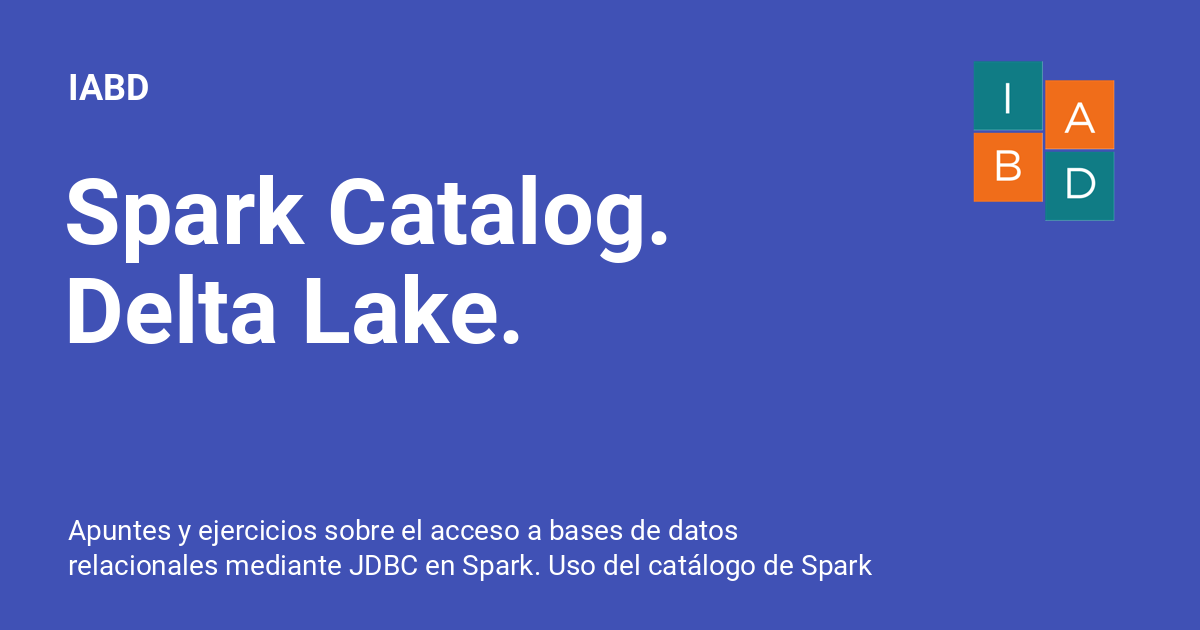 IABD
I
A
B
D
Spark Catalog.
Delta Lake.
Apuntes y ejercicios sobre el acceso a bases de datos
relacionales mediante JDBC en Spark. Uso del catálogo de Spark